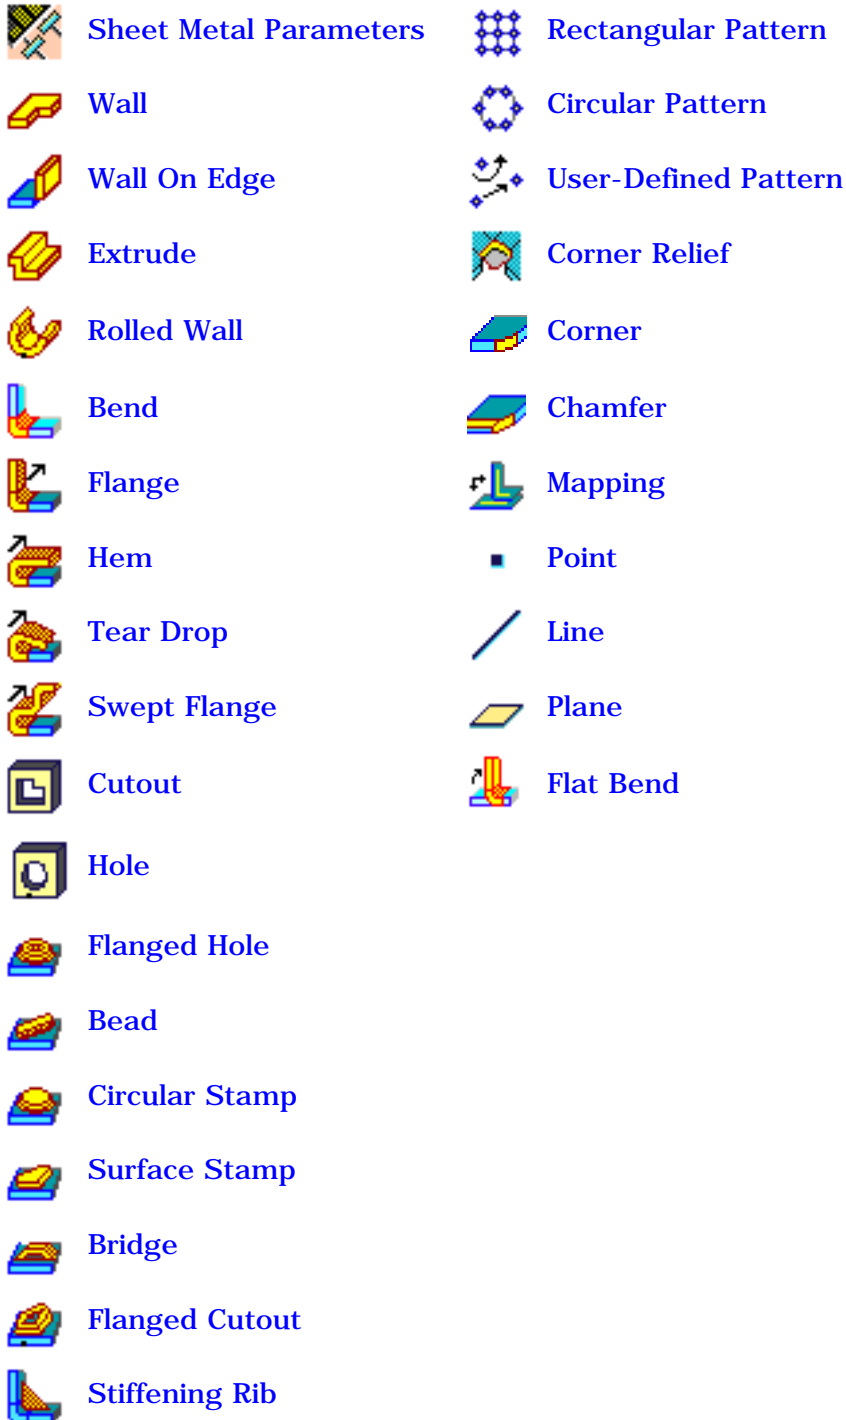 Sheet Metal Parameters
Wall
Wall On Edge
Extrude
Rolled Wall
Bend
Flange
Hem
Tear Drop
Swept Flange
Cutout
Hole
Flanged Hole
Bead
Circular Stamp
Surface Stamp
Bridge
Flanged Cutout
Stiffening Rib
Rectangular Pattern
Circular Pattern
User-Defined Pattern
Corner Relief
Corner
Chamfer
Mapping
Point
Line
Plane
Flat Bend